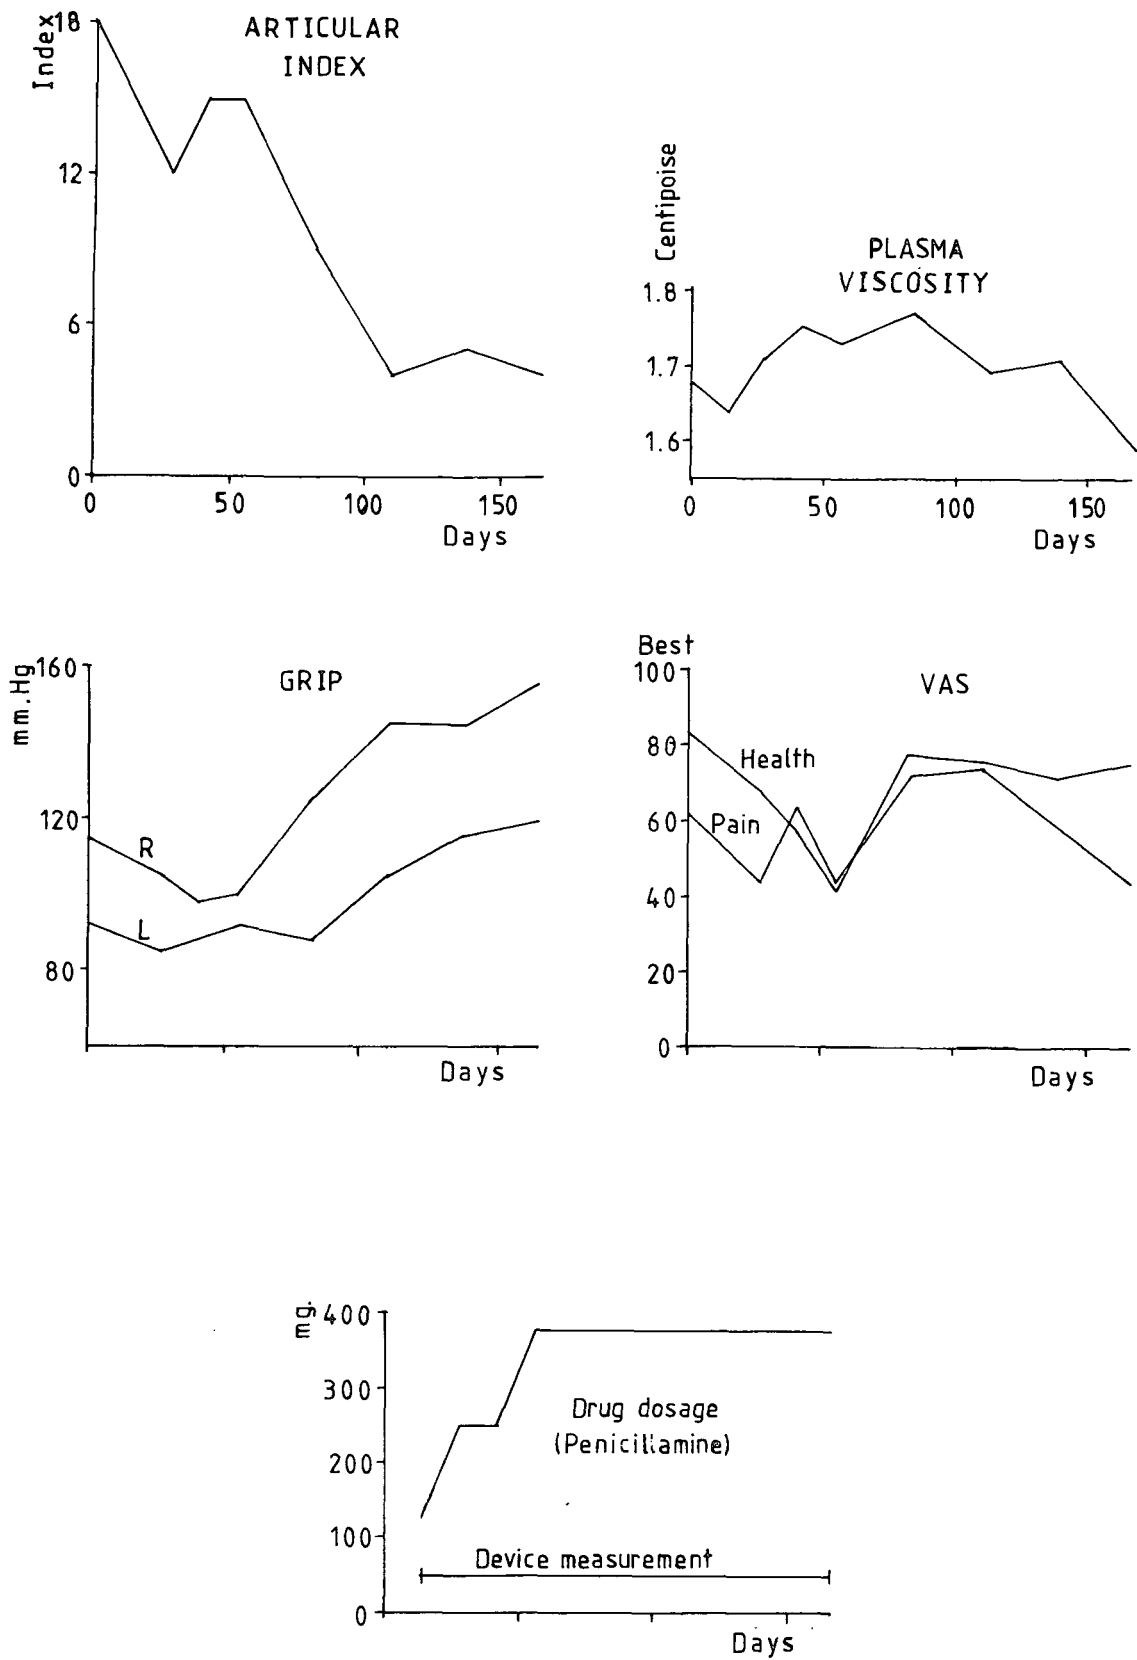 Index
ARTICULAR
INDEX
18
12
6
0
0 50 100 150
Days
Centipoise
PLASMA
VISCOSITY
1.8
1.7
1.6
0 50 100 150
Days
mm.Hg
GRIP
160
120
80
R
L
Days
Best
VAS
100
80
60
40
20
0
Health
Pain
Days
mg.
400
300
200
100
0
Drug dosage
(Penicillamine)
Device measurement
Days